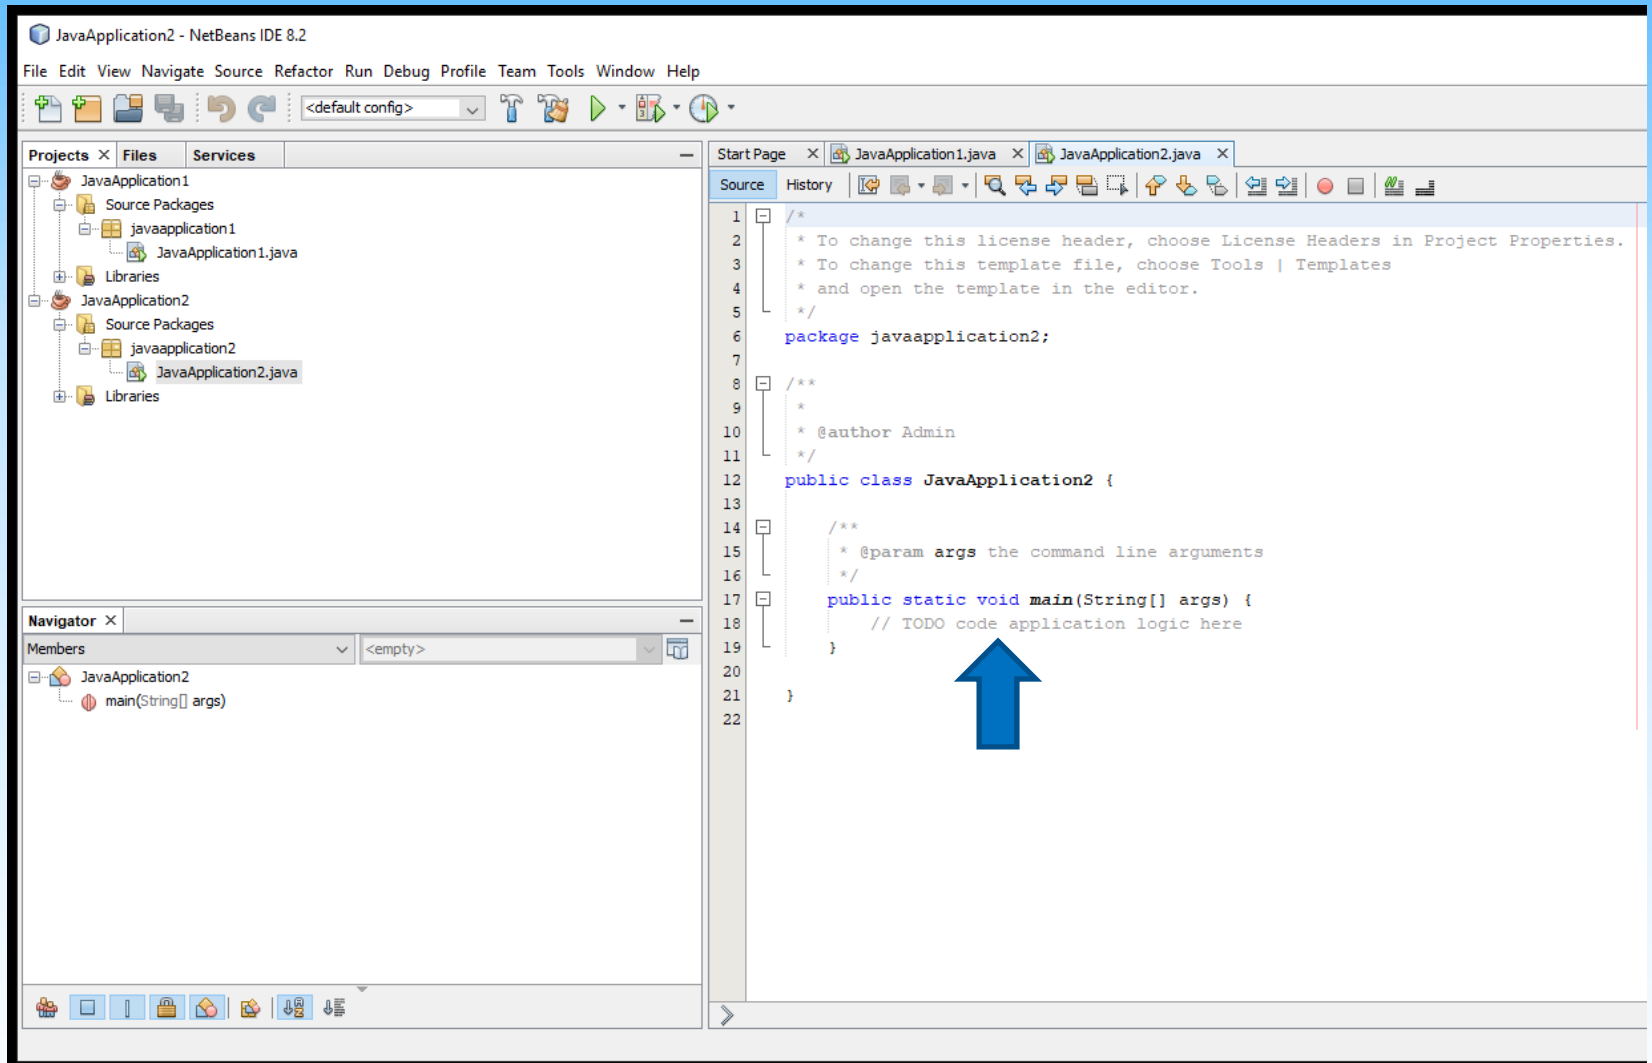 JavaApplication2 - NetBeans IDE 8.2
File Edit View Navigate Source Refactor Run Debug Profile Team Tools Window Help
<default config>
Projects Files Services
JavaApplication1
Source Packages
javaapplication1
JavaApplication1.java
Libraries
JavaApplication2
Source Packages
javaapplication2
JavaApplication2.java
Libraries
Navigator
Members <empty>
JavaApplication2
main(String[] args)
Start Page JavaApplication1.java JavaApplication2.java
Source History
1 /*
2 * To change this license header, choose License Headers in Project Properties.
3 * To change this template file, choose Tools | Templates
4 * and open the template in the editor.
5 */
6 package javaapplication2;
7
8 /**
9 *
10 * @author Admin
11 */
12 public class JavaApplication2 {
13
14 /**
15 * @param args the command line arguments
16 */
17 public static void main(String[] args) {
18 // TODO code application logic here
19 }
20
21 }
22